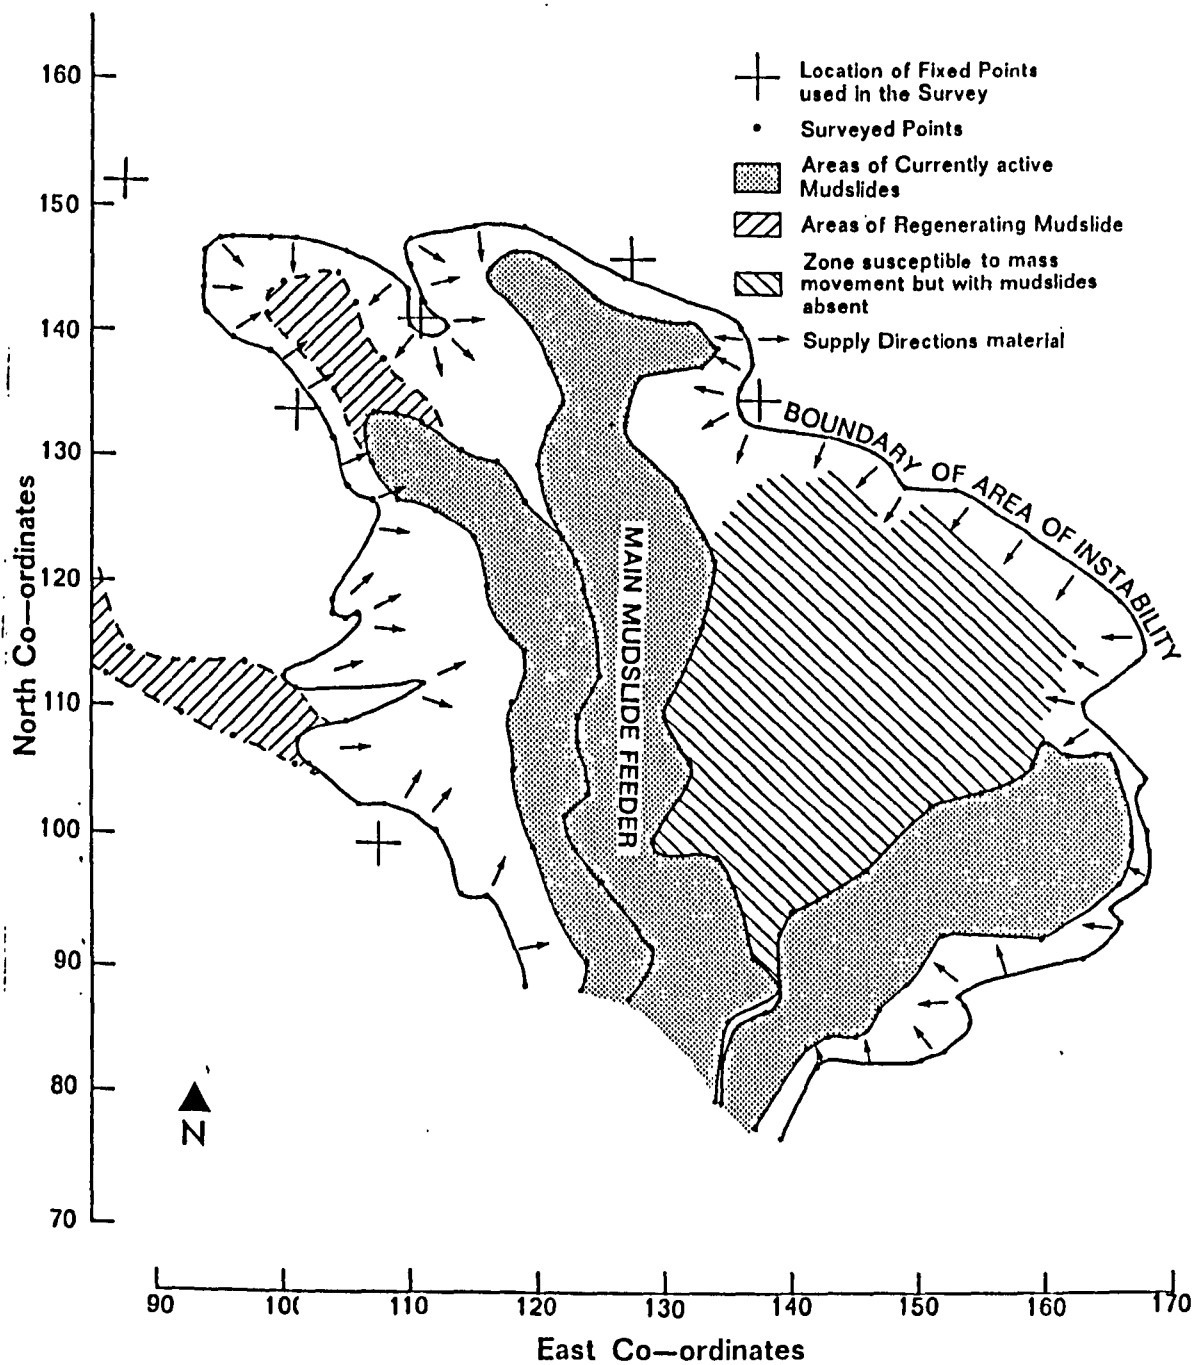 160
150
140
130
120
110
100
90
80
70
North Co—ordinates
Location of Fixed Points
used in the Survey
Surveyed Points
Areas of Currently active
Mudslides
Areas of Regenerating Mudslide
Zone susceptible to mass
movement but with mudslides
absent
Supply Directions material
BOUNDARY OF AREA OF INSTABILITY
MAIN MUDSLIDE FEEDER
N
90
100
110
120
130
140
150
160
170
East Co—ordinates